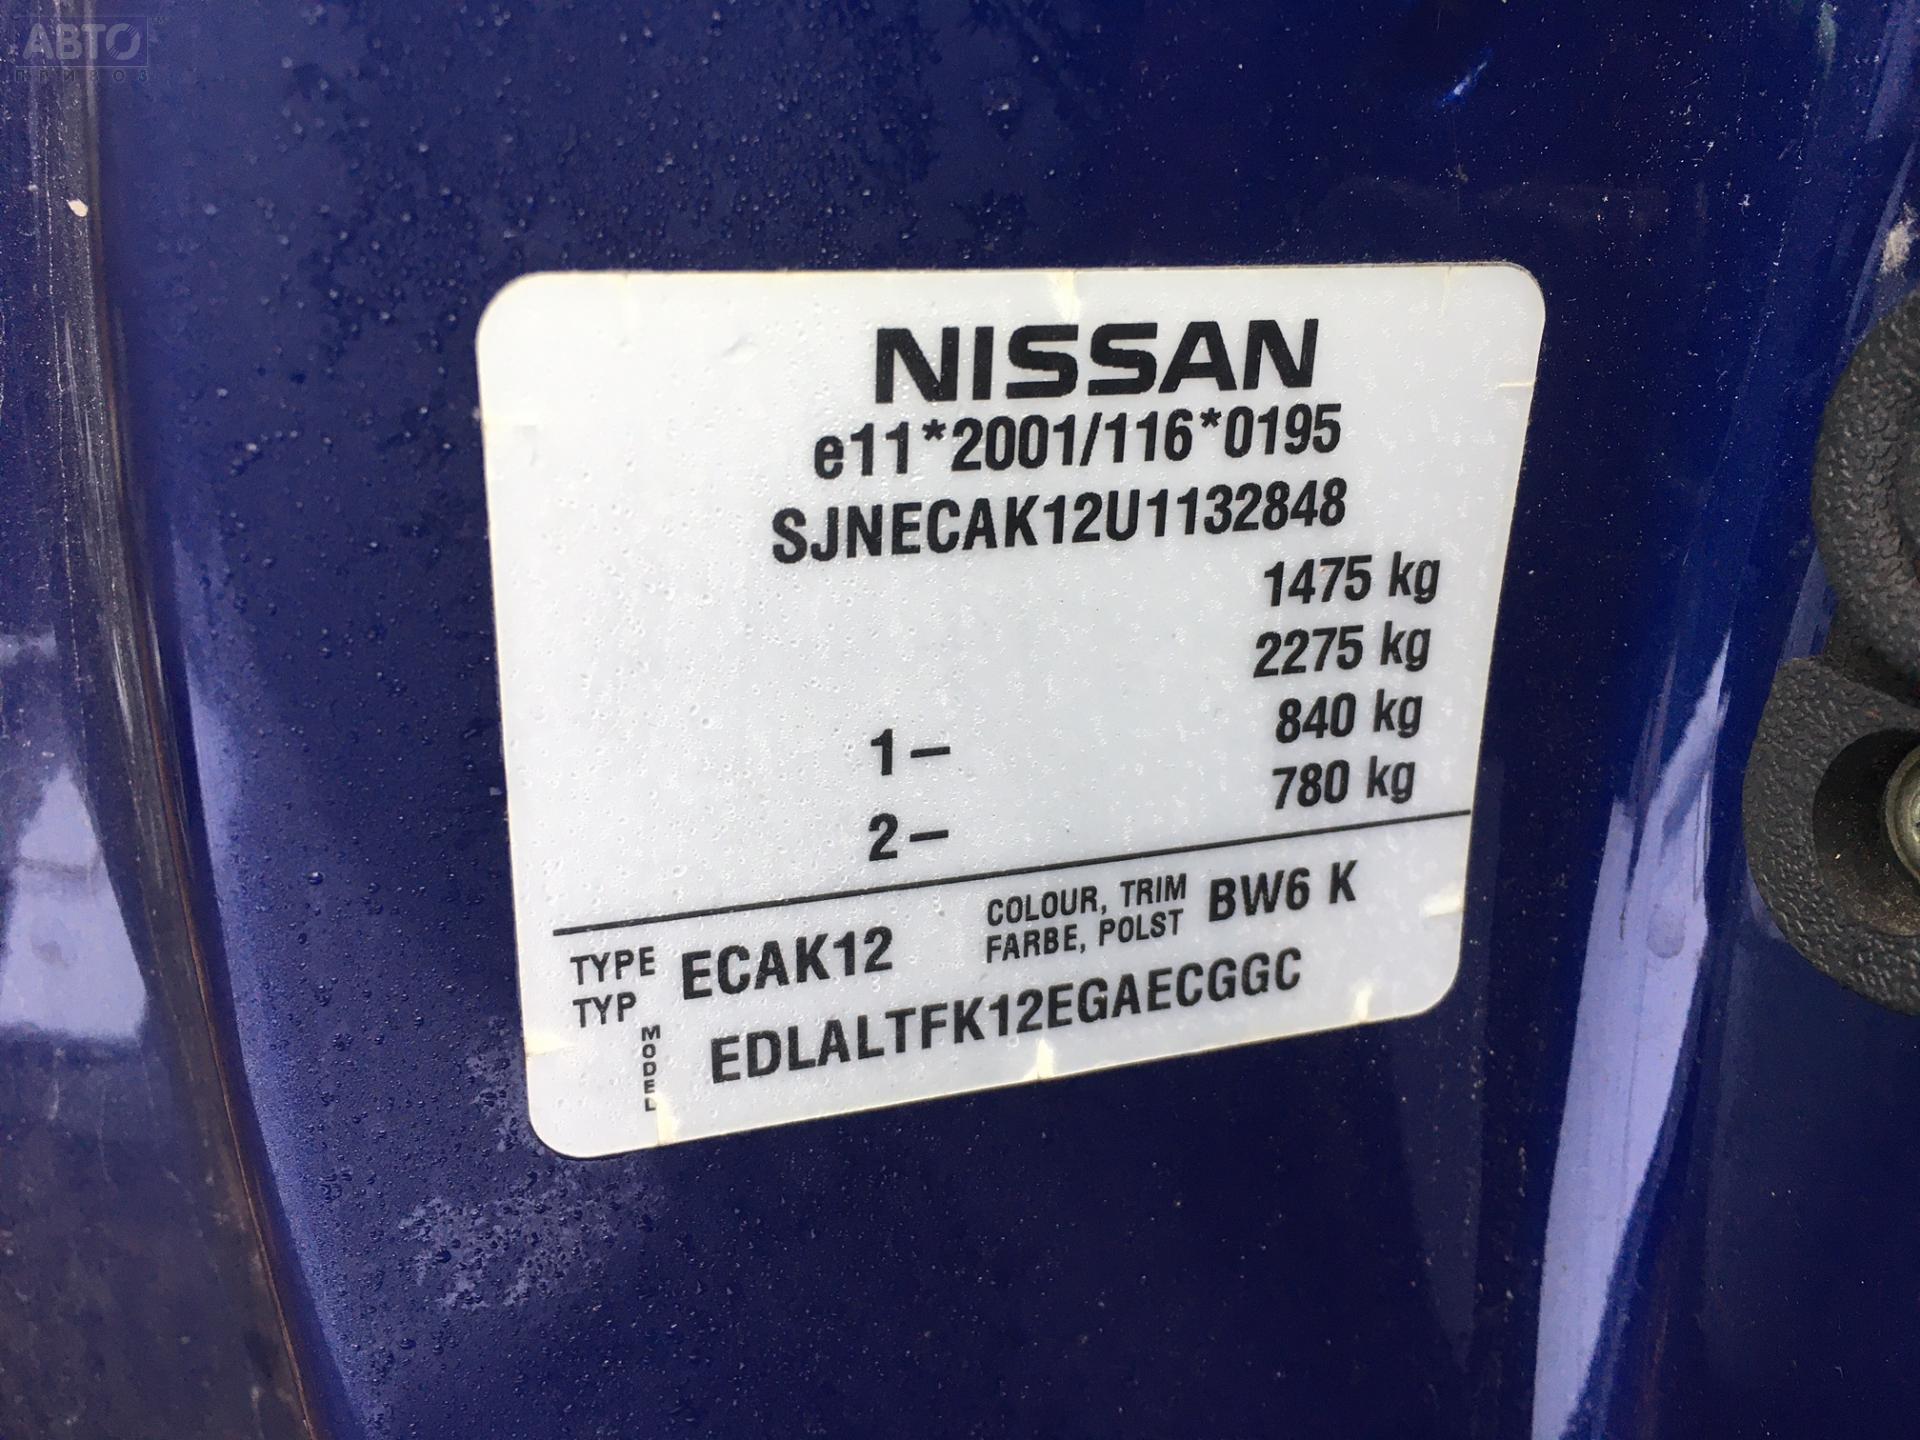 АВТО
ПРИВОЗ
NISSAN
e11*2001/116*0195
SJNECAK12U1132848
1475 kg
2275 kg
1– 840 kg
2– 780 kg
TYPE
TYP ECAK12 COLOUR, TRIM
FARBE, POLST BW6 K
MODEL EDLALTFK12EGAECGGC